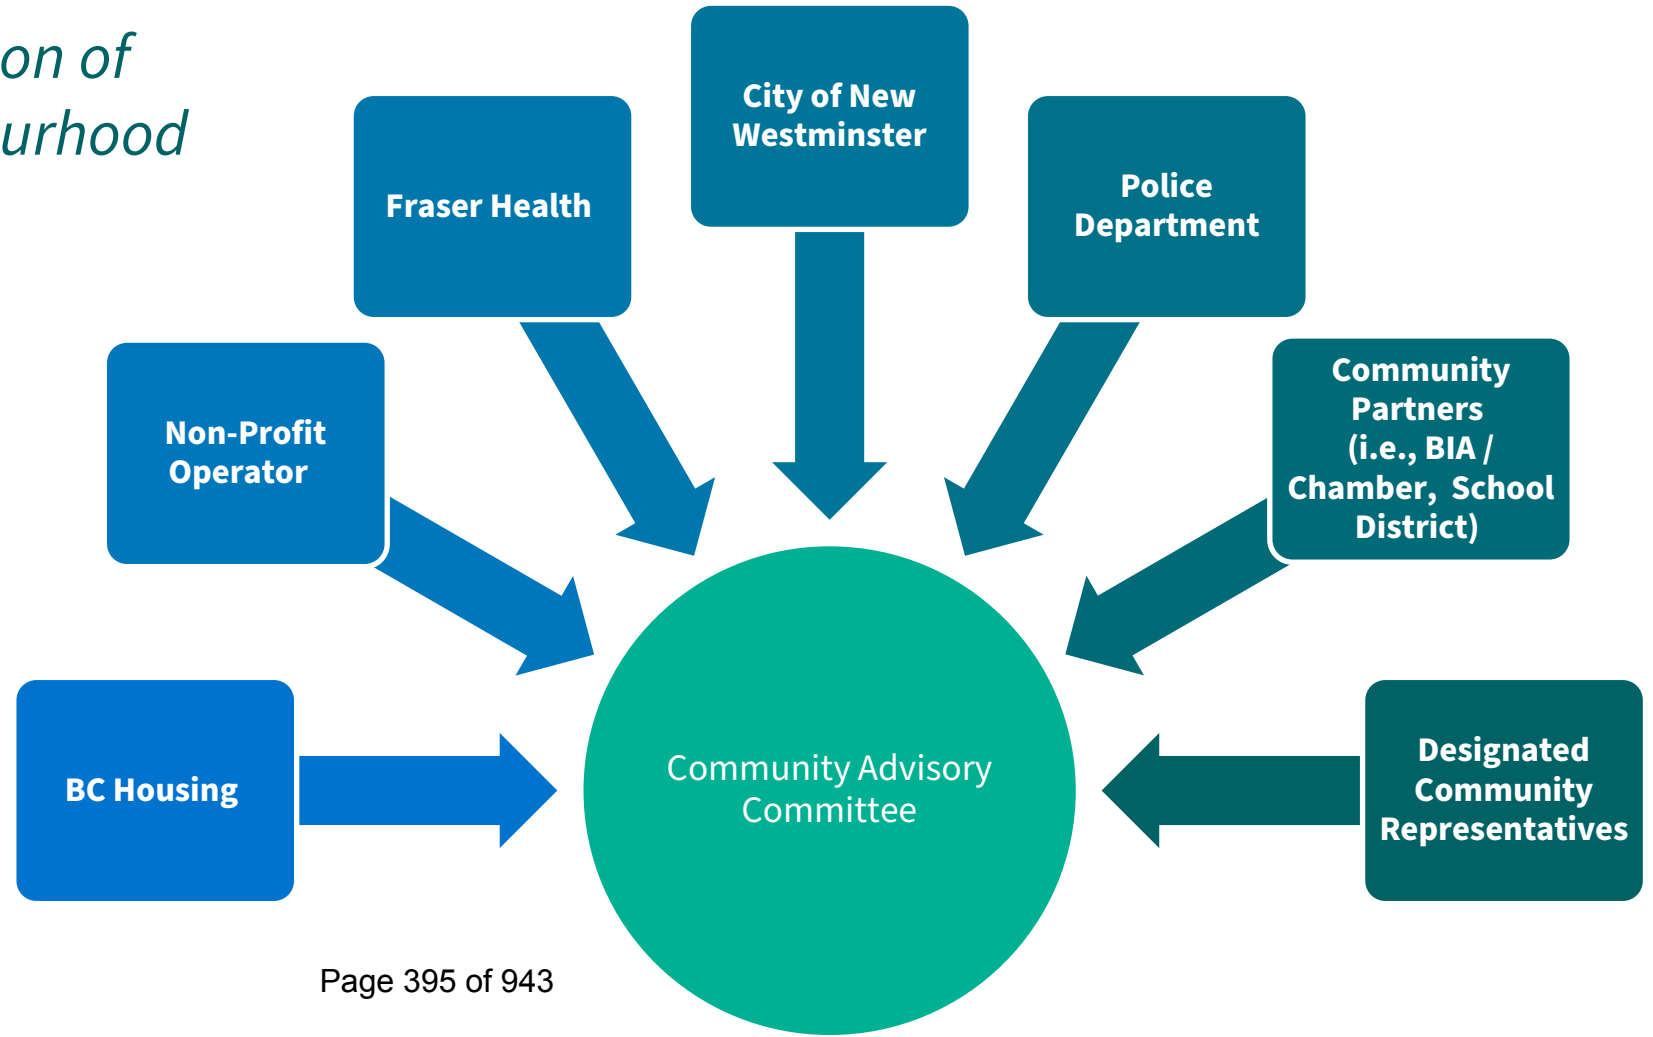 on of
urhood
City of New
Westminster
Fraser Health
Police
Department
Non-Profit
Operator
Community
Partners
(i.e., BIA /
Chamber, School
District)
BC Housing
Community Advisory
Committee
Designated
Community
Representatives
Page 395 of 943